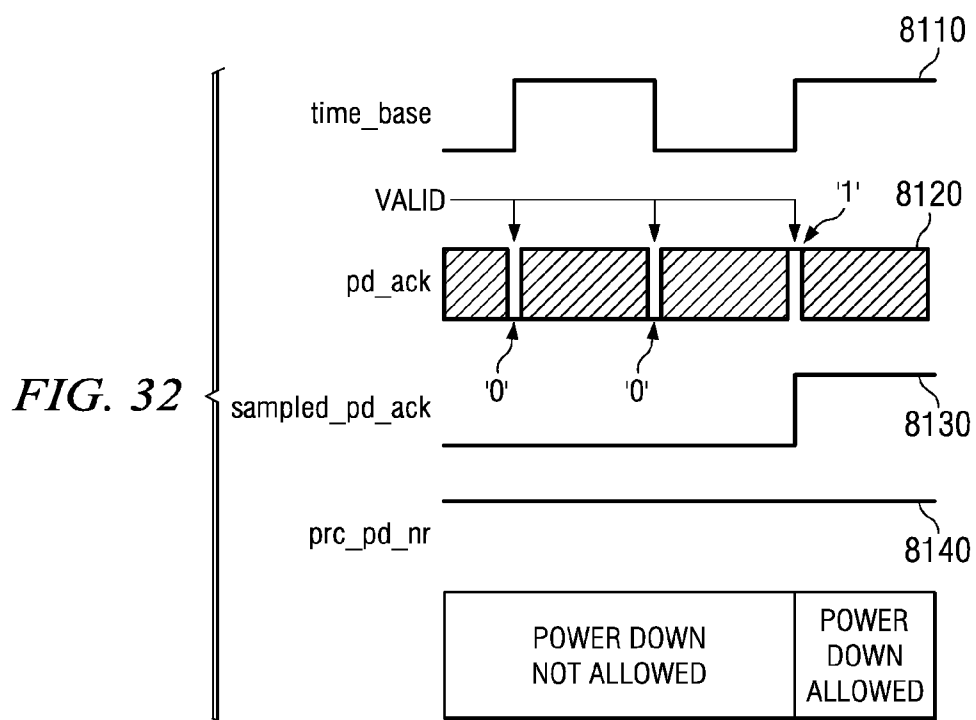 8110
time_base
VALID
'1'
8120
pd_ack
'0' '0'
FIG. 32
sampled_pd_ack
8130
prc_pd_nr
8140
POWER DOWN
NOT ALLOWED
POWER
DOWN
ALLOWED